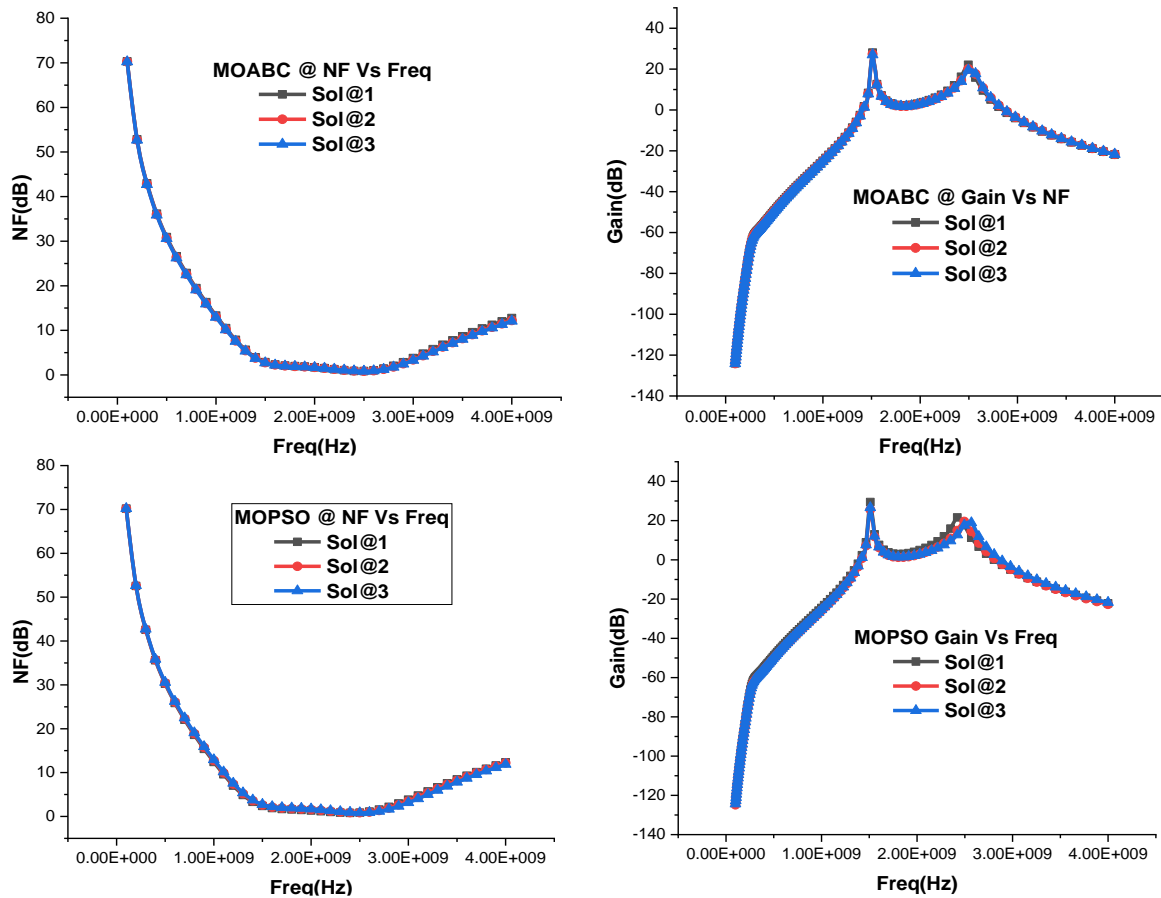 80
70
60
50
40
30
20
10
0
NF(dB)
MOABC @ NF Vs Freq
Sol@1
Sol@2
Sol@3
0.00E+000 1.00E+009 2.00E+009 3.00E+009 4.00E+009
Freq(Hz)
40
20
0
-20
-40
-60
-80
-100
-120
-140
Gain(dB)
MOABC @ Gain Vs NF
Sol@1
Sol@2
Sol@3
0.00E+000 1.00E+009 2.00E+009 3.00E+009 4.00E+009
Freq(Hz)
80
70
60
50
40
30
20
10
0
NF(dB)
MOPSO @ NF Vs Freq
Sol@1
Sol@2
Sol@3
0.00E+000 1.00E+009 2.00E+009 3.00E+009 4.00E+009
Freq(Hz)
40
20
0
-20
-40
-60
-80
-100
-120
-140
Gain(dB)
MOPSO Gain Vs Freq
Sol@1
Sol@2
Sol@3
0.00E+000 1.00E+009 2.00E+009 3.00E+009 4.00E+009
Freq(Hz)